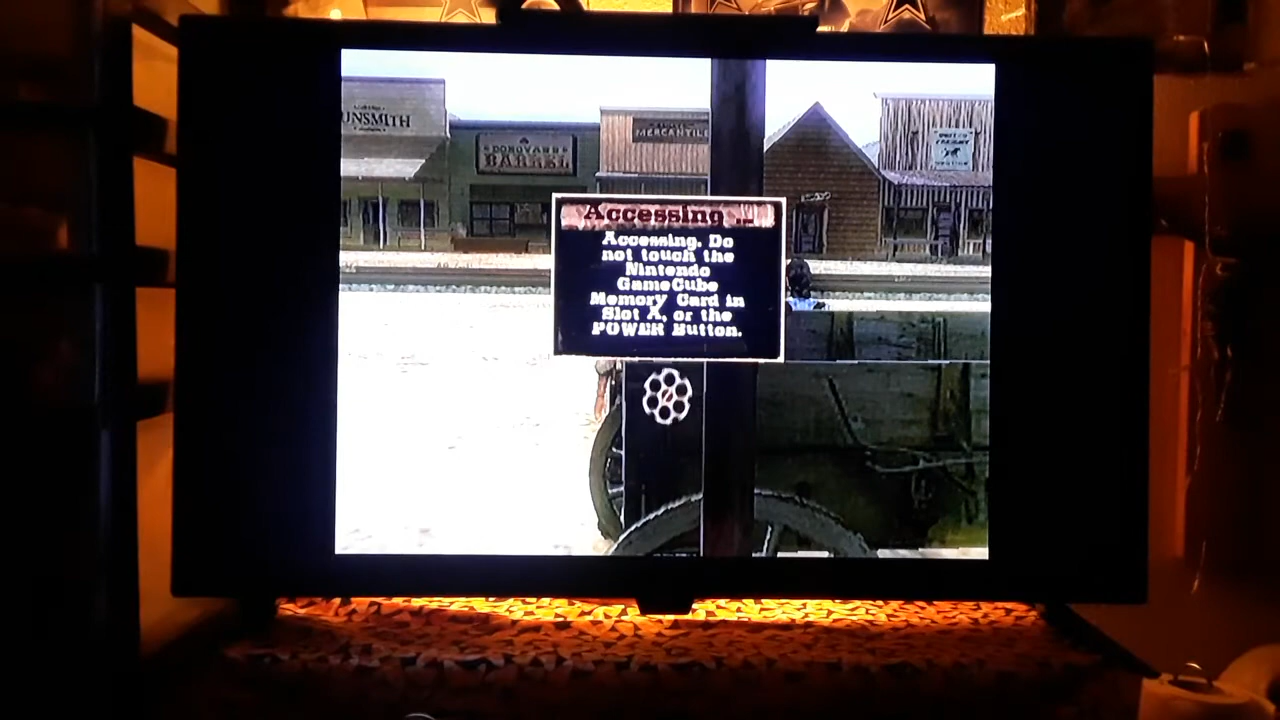 UNSMITH
DONOVAN'S
BARREL
MERCANTILE
Accessing ...
Accessing. Do
not touch the
Nintendo
GameCube
Memory Card in
Slot A, or the
POWER Button.